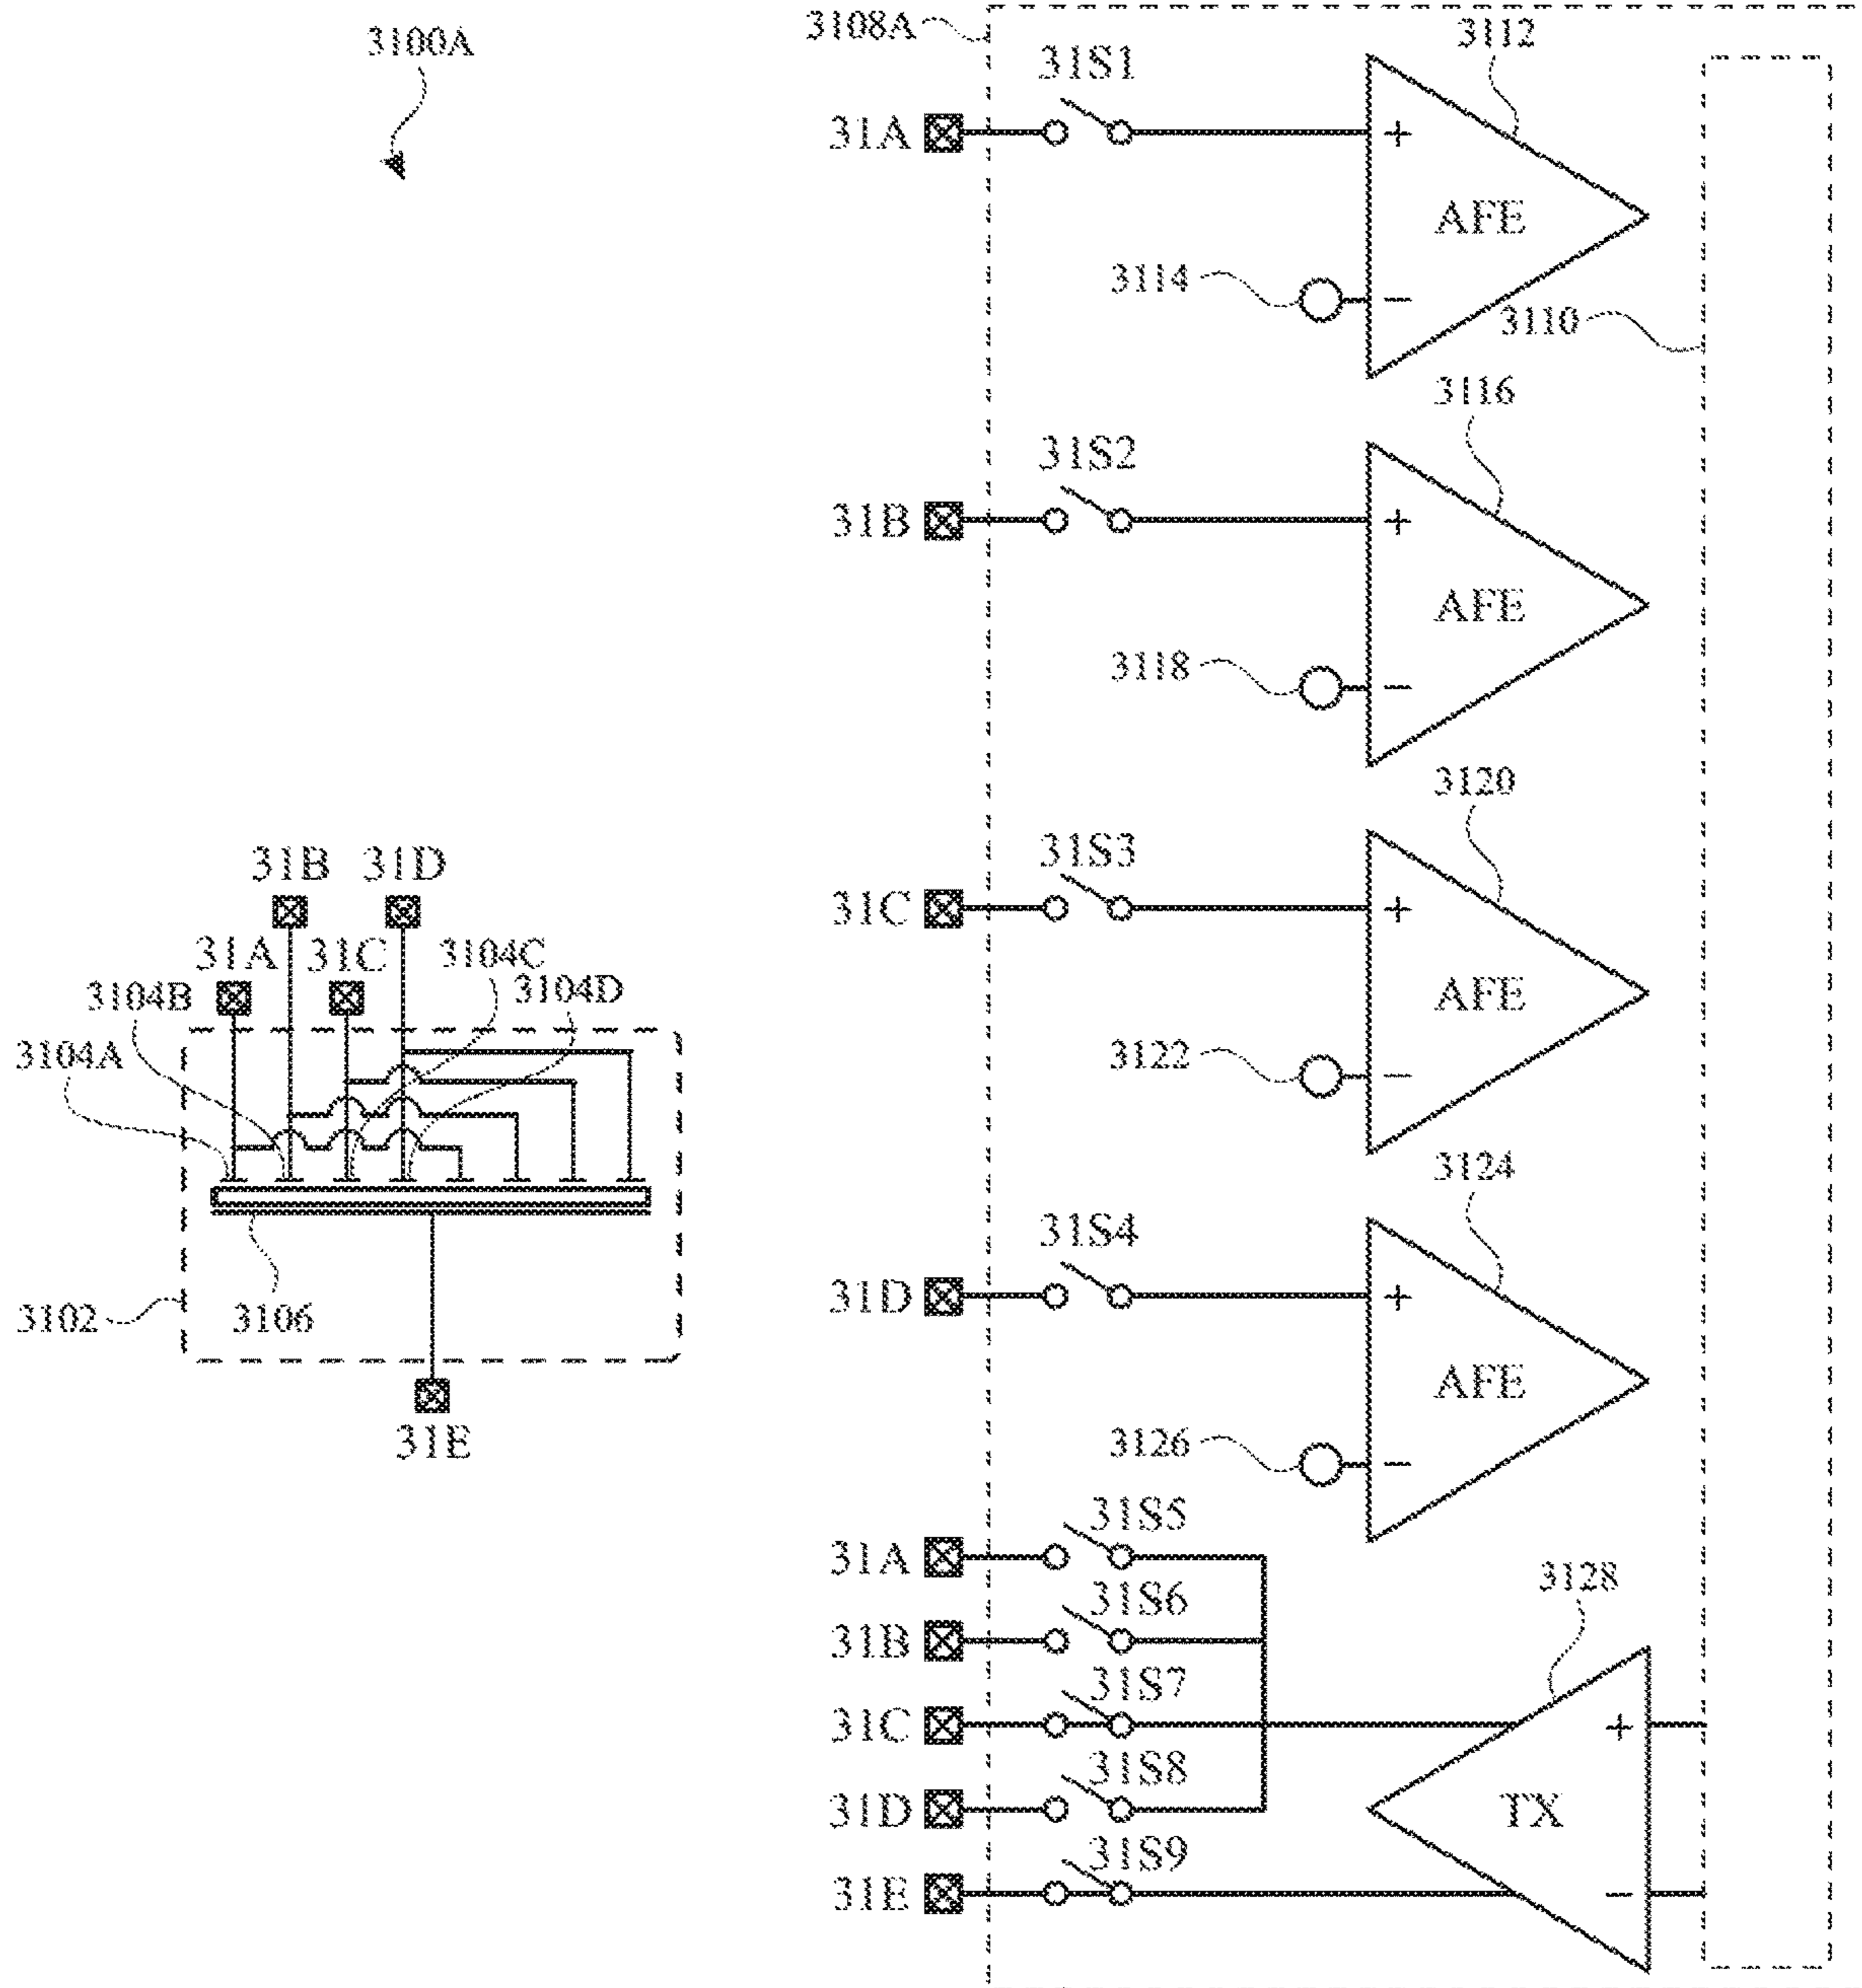 3100A
3108A
3112
31S1
31A
+
AFE
3114
−
3110
3116
31S2
31B
+
AFE
3118
−
3120
31S3
31C
+
AFE
3122
−
3124
31S4
31D
+
AFE
3126
−
31B 31D
31A 31C 3104C
3104B 3104D
3104A
3102 3106
31E
31S5
31A
3128
31S6
31B
31S7
31C
+
31S8
31D
TX
31S9
31E
−